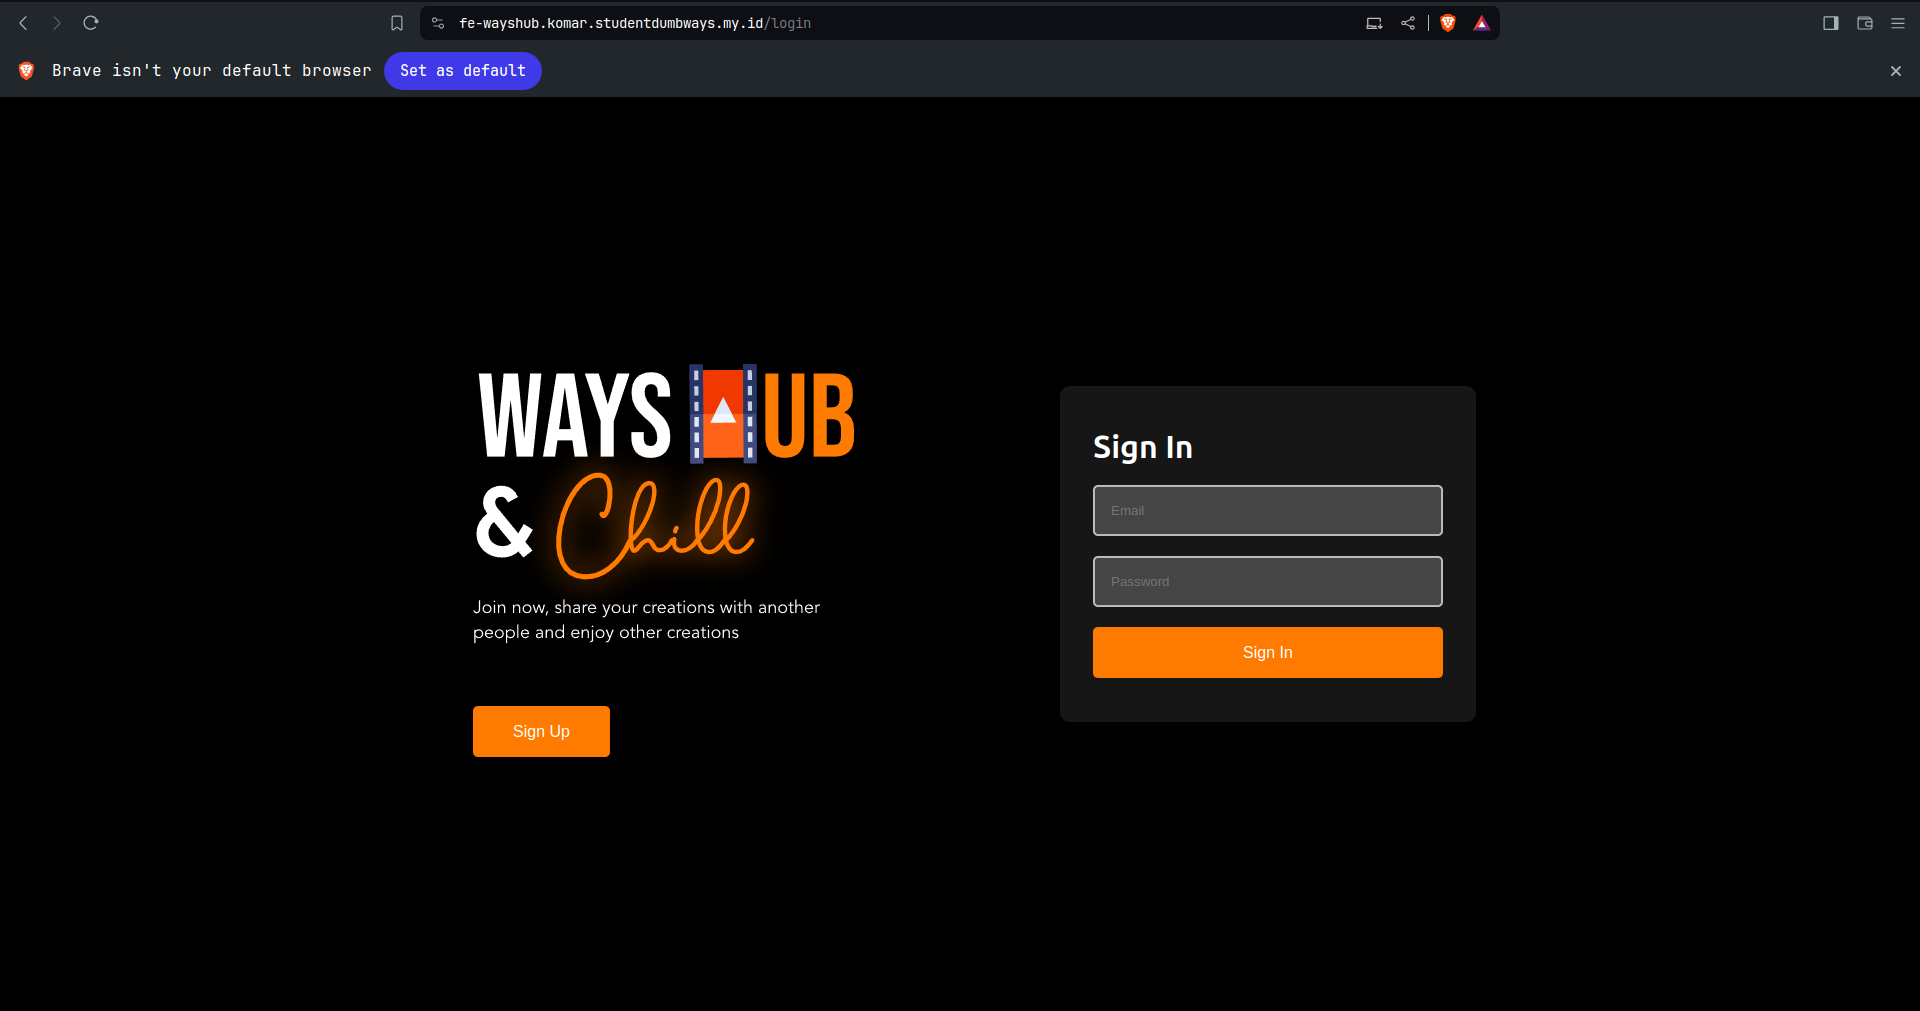 fe-wayshub.komar.studentdumbways.my.id/login
Brave isn't your default browser
Set as default
WAYS HUB
& Chill
Join now, share your creations with another
people and enjoy other creations
Sign Up
Sign In
Email
Password
Sign In